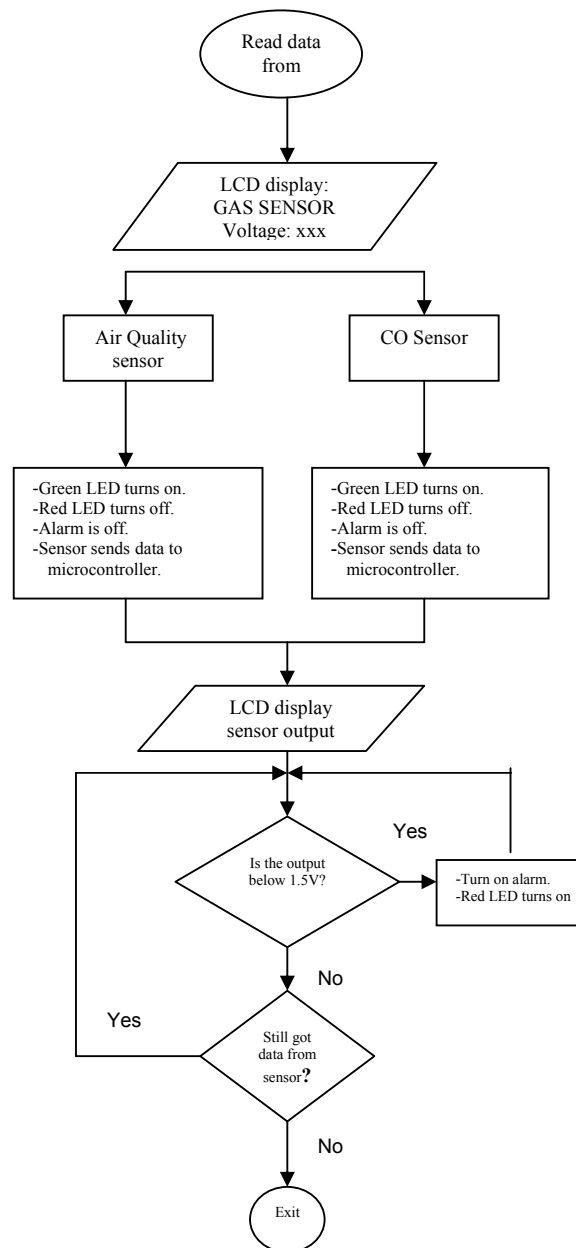 Read data
from
LCD display:
GAS SENSOR
Voltage: xxx
Air Quality
sensor
CO Sensor
-Green LED turns on.
-Red LED turns off.
-Alarm is off.
-Sensor sends data to
microcontroller.
-Green LED turns on.
-Red LED turns off.
-Alarm is off.
-Sensor sends data to
microcontroller.
LCD display
sensor output
Is the output
below 1.5V?
Yes
-Turn on alarm.
-Red LED turns on
No
Yes
Still got
data from
sensor?
No
Exit